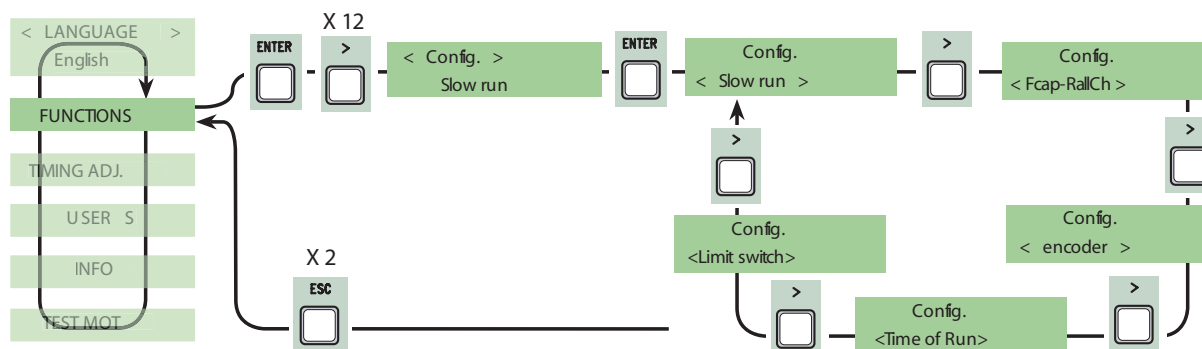 < LANGUAGE >
English
FUNCTIONS
TIMING ADJ.
USER S
INFO
TEST MOT
ENTER
X 12
>
< Config. >
Slow run
ENTER
Config.
< Slow run >
>
Config.
< Fcap-RallCh >
>
Config.
< encoder >
>
Config.
<Time of Run>
>
Config.
<Limit switch>
>
X 2
ESC